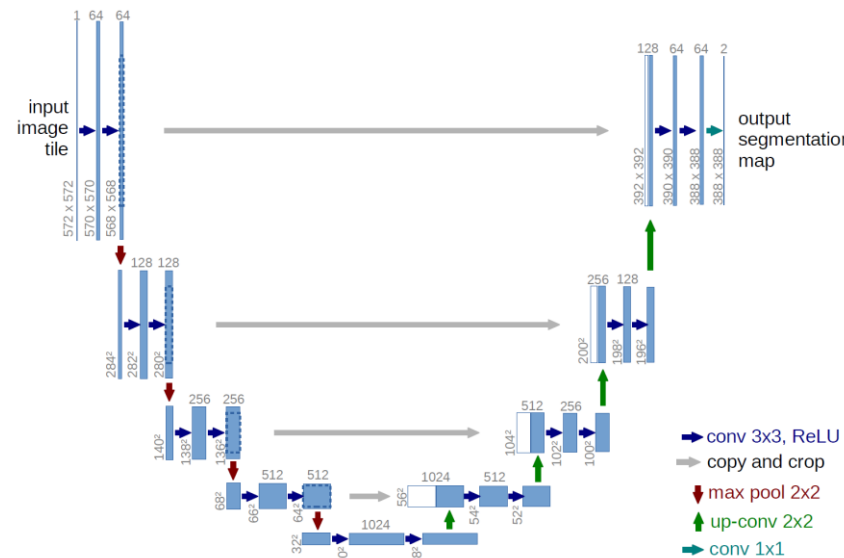 1 64 64
input
image
tile
572 x 572
570 x 570
568 x 568
128 64 64 2
output
segmentation
map
392 x 392
390 x 390
388 x 388
388 x 388
128 128
284²
282²
280²
256 128
200²
198²
196²
256 256
140²
138²
136²
512 256
104²
102²
100²
512 512
68²
66²
64²
1024 512
56²
54²
52²
1024
32²
0²
8²
conv 3x3, ReLU
copy and crop
max pool 2x2
up-conv 2x2
conv 1x1